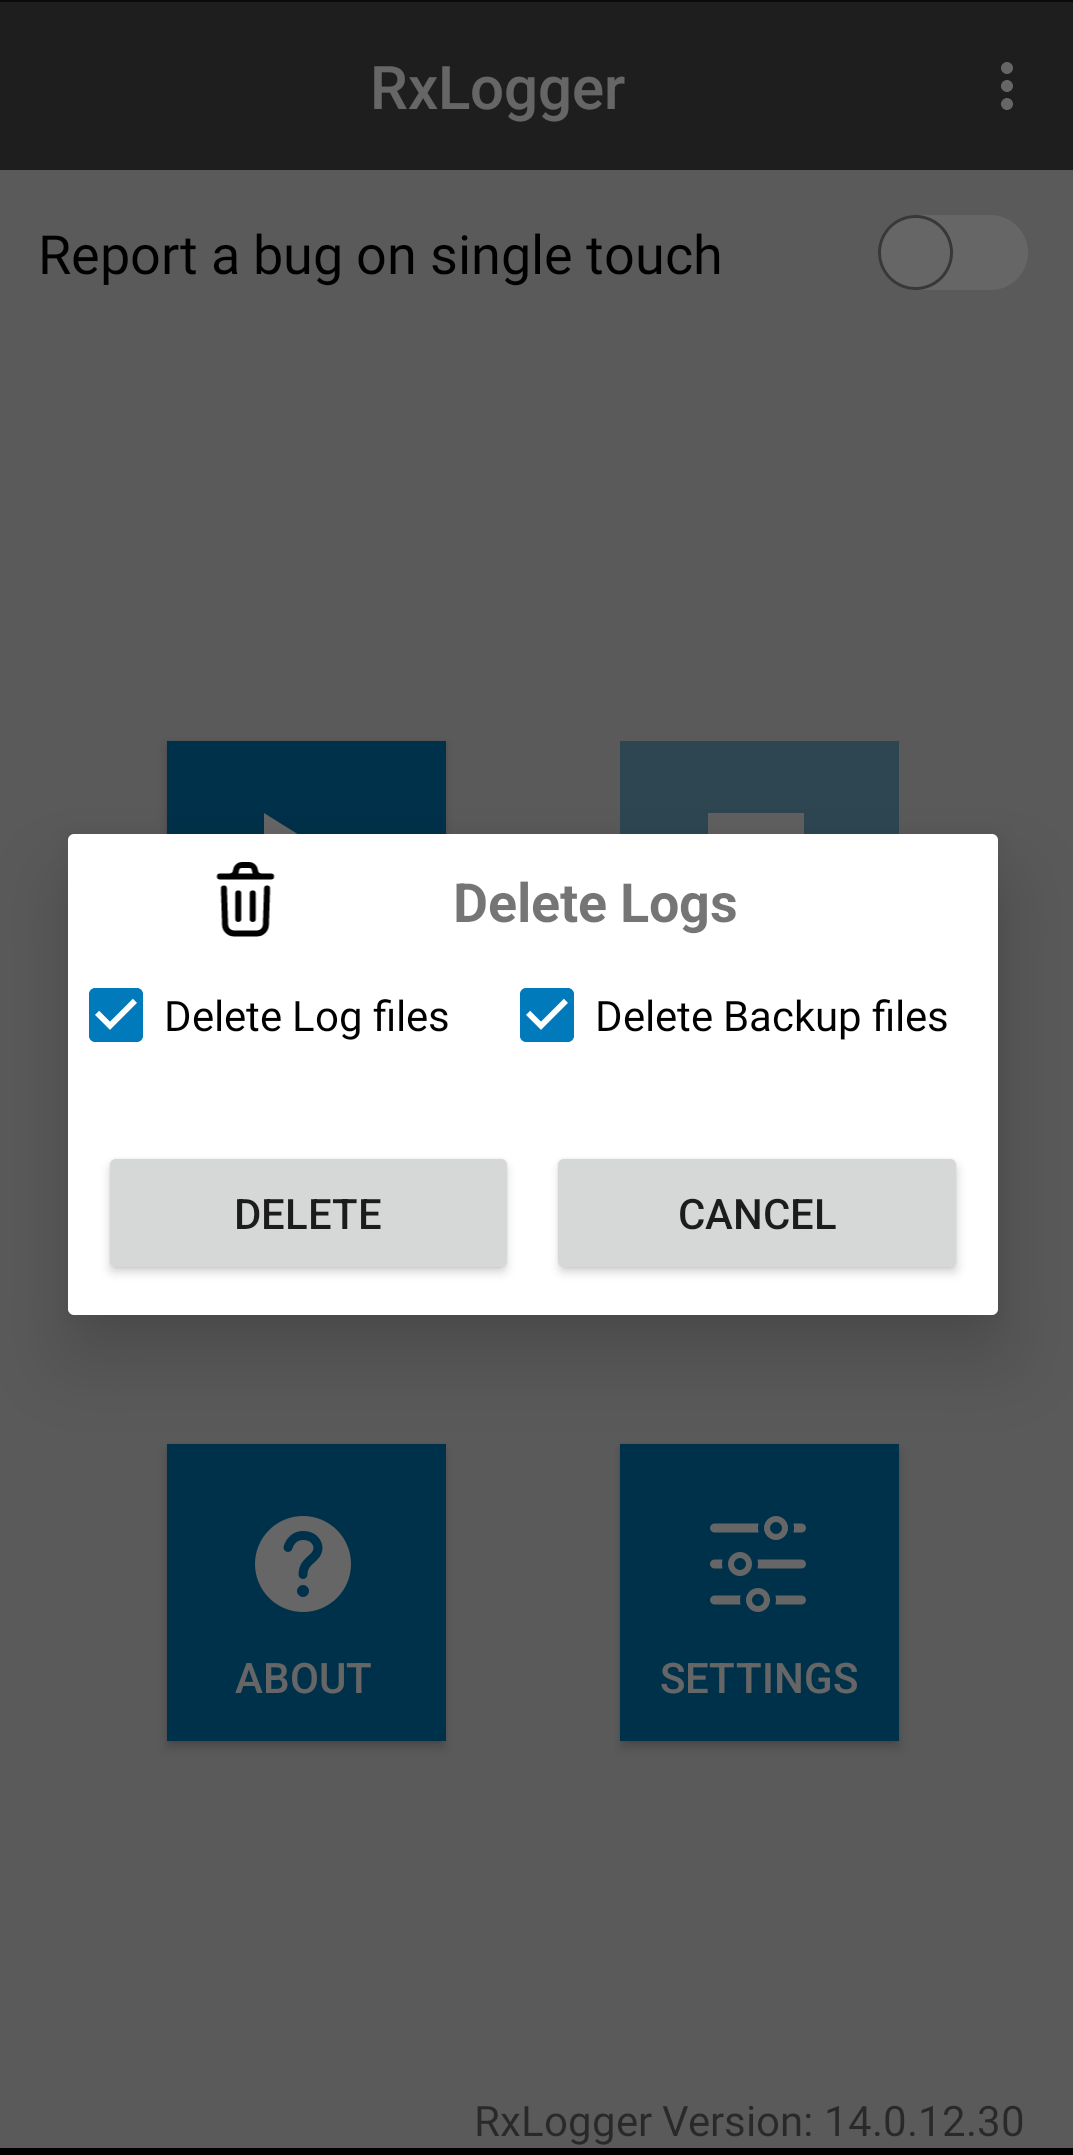 RxLogger
Report a bug on single touch
Delete Logs
Delete Log files
Delete Backup files
DELETE
CANCEL
ABOUT
SETTINGS
RxLogger Version: 14.0.12.30